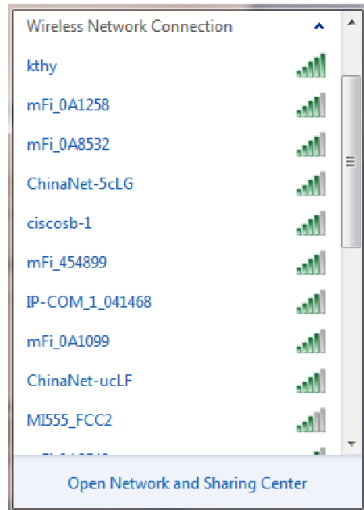 Wireless Network Connection
kthy
mFi_0A1258
mFi_0A8532
ChinaNet-5cLG
ciscosb-1
mFi_454899
IP-COM_1_041468
mFi_0A1099
ChinaNet-ucLF
MI555_FCC2
Open Network and Sharing Center